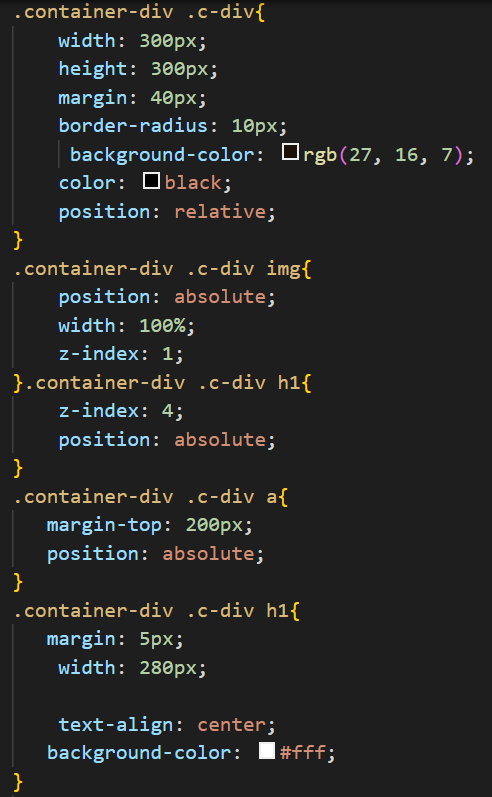 .container-div .c-div{
    width: 300px;
    height: 300px;
    margin: 40px;
    border-radius: 10px;
     background-color: rgb(27, 16, 7);
    color: black;
    position: relative;
}
.container-div .c-div img{
    position: absolute;
    width: 100%;
    z-index: 1;
}.container-div .c-div h1{
    z-index: 4;
    position: absolute;
}
.container-div .c-div a{
   margin-top: 200px;
   position: absolute;
}
.container-div .c-div h1{
   margin: 5px;
    width: 280px;

    text-align: center;
   background-color: #fff;
}